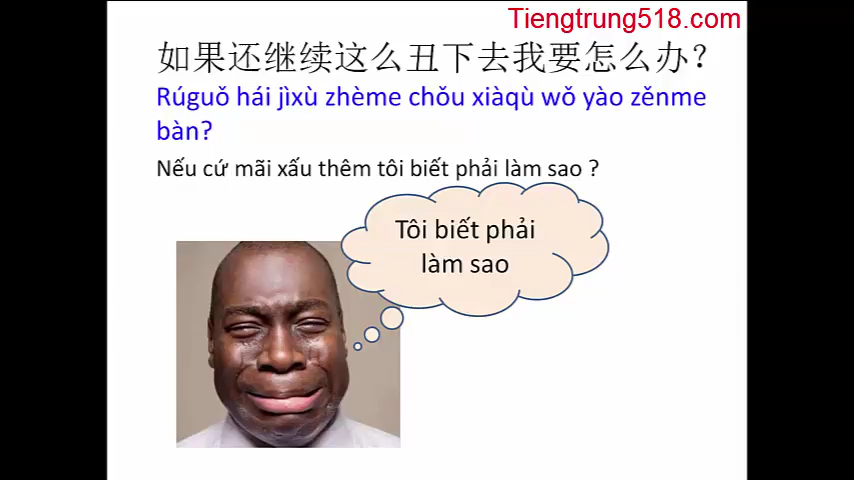 Tiengtrung518.com
如果还继续这么丑下去我要怎么办？
Rúguǒ hái jìxù zhème chǒu xiàqù wǒ yào zěnme
bàn?
Nếu cứ mãi xấu thêm tôi biết phải làm sao ?
Tôi biết phải
làm sao